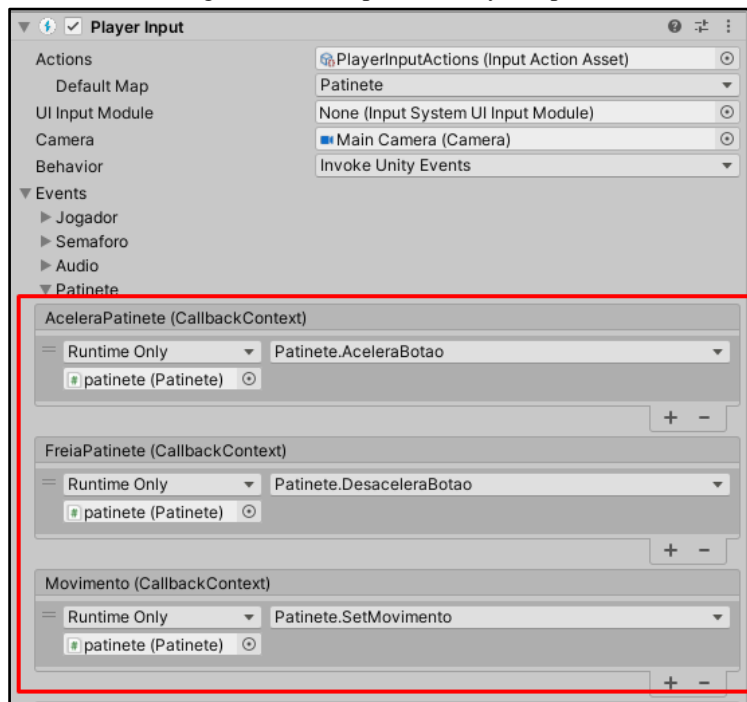 Player Input
Actions PlayerInputActions (Input Action Asset)
Default Map Patinete
UI Input Module None (Input System UI Input Module)
Camera Main Camera (Camera)
Behavior Invoke Unity Events
Events
Jogador
Semaforo
Audio
Patinete
AceleraPatinete (CallbackContext)
Runtime Only Patinete.AceleraBotao
patinete (Patinete)
+ -
FreiaPatinete (CallbackContext)
Runtime Only Patinete.DesaceleraBotao
patinete (Patinete)
+ -
Movimento (CallbackContext)
Runtime Only Patinete.SetMovimento
patinete (Patinete)
+ -